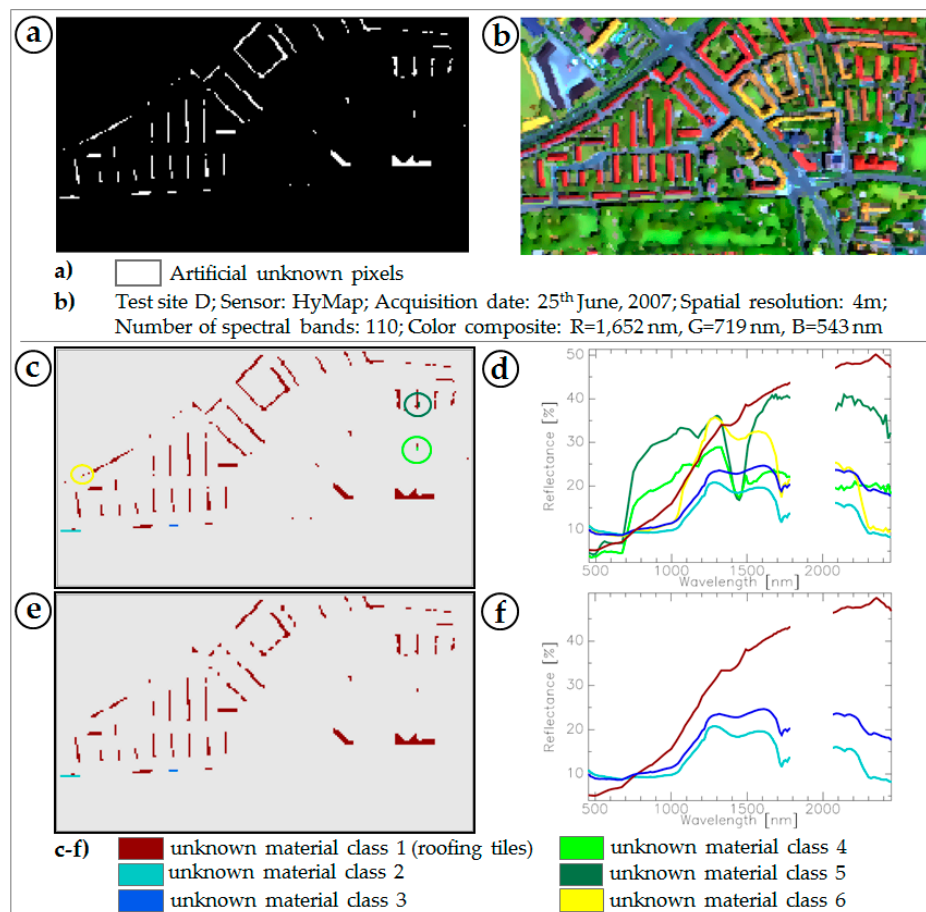 a
b
a) Artificial unknown pixels
b) Test site D; Sensor: HyMap; Acquisition date: 25th June, 2007; Spatial resolution: 4m;
Number of spectral bands: 110; Color composite: R=1,652 nm, G=719 nm, B=543 nm
c
d
50
40
30
20
10
Reflectance [%]
500 1000 1500 2000
Wavelength [nm]
e
f
40
30
20
10
Reflectance [%]
500 1000 1500 2000
Wavelength [nm]
c-f) unknown material class 1 (roofing tiles)
unknown material class 2
unknown material class 3
unknown material class 4
unknown material class 5
unknown material class 6